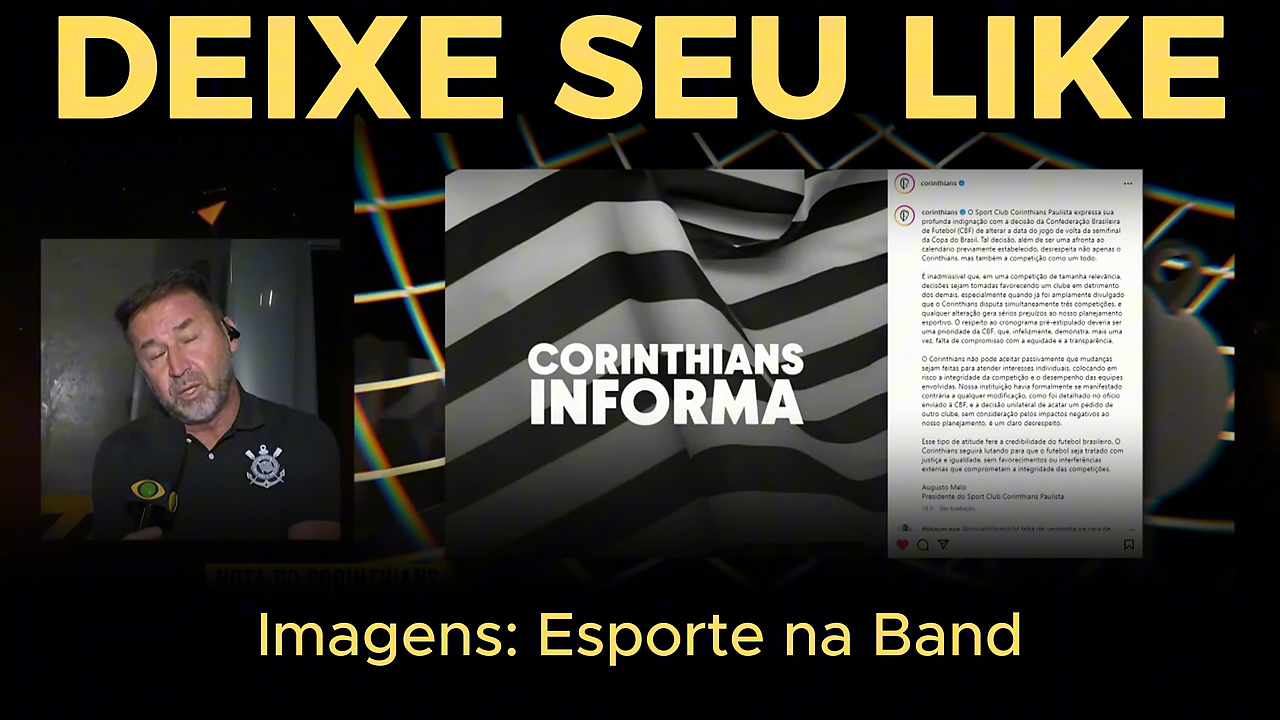 DEIXE SEU LIKE
corinthians
corinthians O Sport Club Corinthians Paulista expressa sua
profunda indignação com a decisão da Confederação Brasileira
de Futebol (CBF) de alterar a data do jogo de volta da semifinal
da Copa do Brasil. Tal decisão, além de ser uma afronta ao
calendário previamente estabelecido, desrespeita não apenas o
Corinthians, mas também a competição como um todo.
É inadmissível que, em uma competição de tamanha relevância,
decisões sejam tomadas favorecendo um clube em detrimento
dos demais, especialmente quando já foi amplamente divulgado
que o Corinthians disputa simultaneamente três competições, e
qualquer alteração gera sérios prejuízos ao nosso planejamento
esportivo. O respeito ao cronograma pré-estipulado deveria ser
uma prioridade da CBF, que, infelizmente, demonstra, mais uma
vez, falta de compromisso com a equidade e a transparência.
O Corinthians não pode aceitar passivamente que mudanças
sejam feitas para atender interesses individuais, colocando em
risco a integridade da competição e o desempenho das equipes
envolvidas. Nossa instituição havia formalmente se manifestado
contrária a qualquer modificação, como foi detalhado no ofício
enviado à CBF, e a decisão unilateral de acatar um pedido de
outro clube, sem consideração pelos impactos negativos ao
nosso planejamento, é um claro desrespeito.
Esse tipo de atitude fere a credibilidade do futebol brasileiro. O
Corinthians seguirá lutando para que o futebol seja tratado com
justiça e igualdade, sem favorecimentos ou interferências
externas que comprometam a integridade das competições.
Augusto Melo
Presidente do Sport Club Corinthians Paulista
18 h Ver tradução
CORINTHIANS
INFORMA
NOTA DO CORINTHIANS
Imagens: Esporte na Band